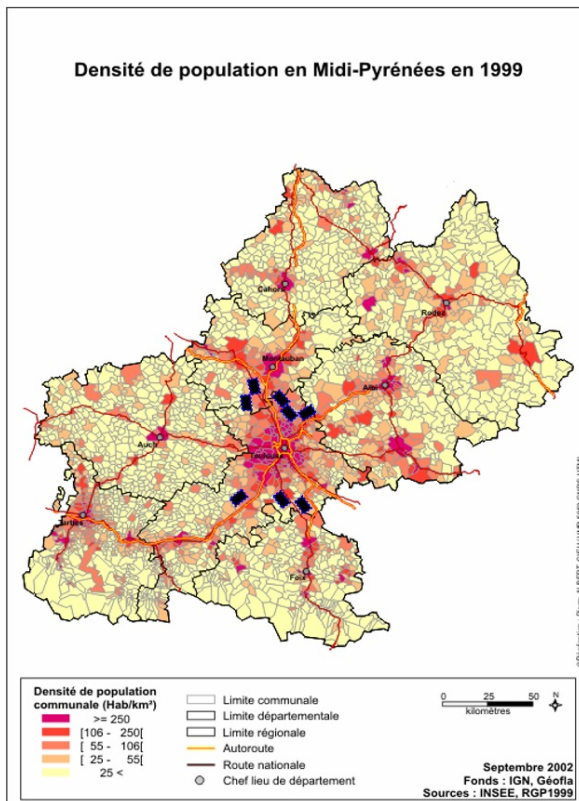 Densité de population en Midi-Pyrénées en 1999
Cahors
Rodez
Montauban
Albi
Auch
Auch
Toulouse
Tarbes
Foix
Densité de population
communale (Hab/km²)
>= 250
[106 - 250[
[ 55 - 106[
[ 25 - 55[
25 <
Limite communale
Limite départementale
Limite régionale
Autoroute
Route nationale
Chef lieu de département
0 25 50
kilomètres
N
Septembre 2002
Fonds : IGN, Géofla
Sources : INSEE, RGP1999